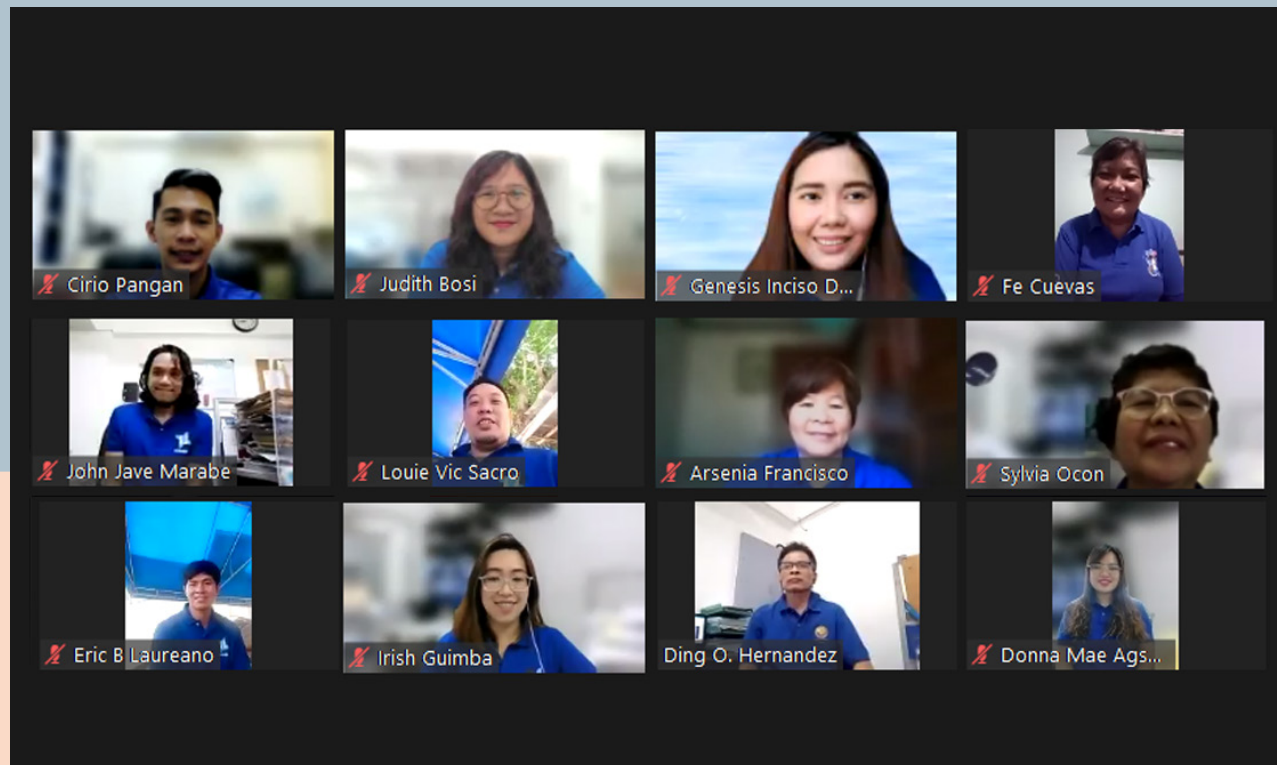 Cirio Pangan
Judith Bosi
Genesis Inciso D...
Fe Cuevas
John Jave Marabe
Louie Vic Sacro
Arsenia Francisco
Sylvia Ocon
Eric B Laureano
Irish Guimba
Ding O. Hernandez
Donna Mae Ags...